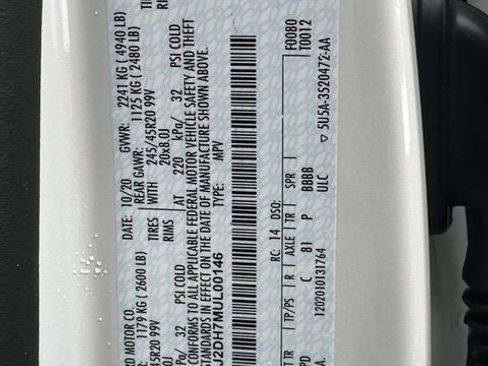 RD MOTOR CO.
DATE: 10/20 GVWR: 2241 KG ( 4940 LB)
1179 KG ( 2600 LB) REAR GAWR: 1125 KG ( 2480 LB)
45R20 99V TIRES WITH 245/45R20 99V
RIMS 20x8.0J
32 PSI COLD AT 220 kPa/ 32 PSI COLD
CONFORMS TO ALL APPLICABLE FEDERAL MOTOR VEHICLE SAFETY AND THEFT
STANDARDS IN EFFECT ON THE DATE OF MANUFACTURE SHOWN ABOVE.
J2DH7MUL00146 TYPE: MPV
F0080
T0012
RC: 14 DSO:
TR TP/PS R AXLE TR SPR
C 81 P BBBB
1202010131764 ULC
▽ 5U5A-3520472-AA